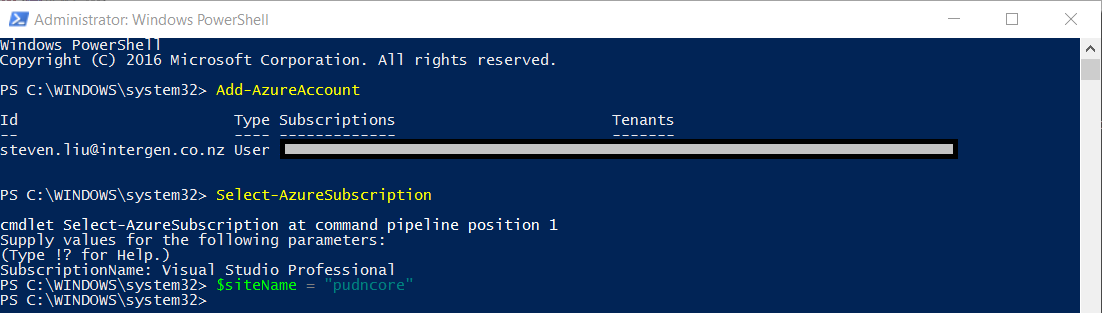 Administrator: Windows PowerShell
Windows PowerShell
Copyright (C) 2016 Microsoft Corporation. All rights reserved.
PS C:\WINDOWS\system32> Add-AzureAccount
Id                        Type Subscriptions                        Tenants
--                        ---- -------------                        -------
steven.liu@intergen.co.nz User
PS C:\WINDOWS\system32> Select-AzureSubscription
cmdlet Select-AzureSubscription at command pipeline position 1
Supply values for the following parameters:
(Type !? for Help.)
SubscriptionName: Visual Studio Professional
PS C:\WINDOWS\system32> $siteName = "pudncore"
PS C:\WINDOWS\system32>